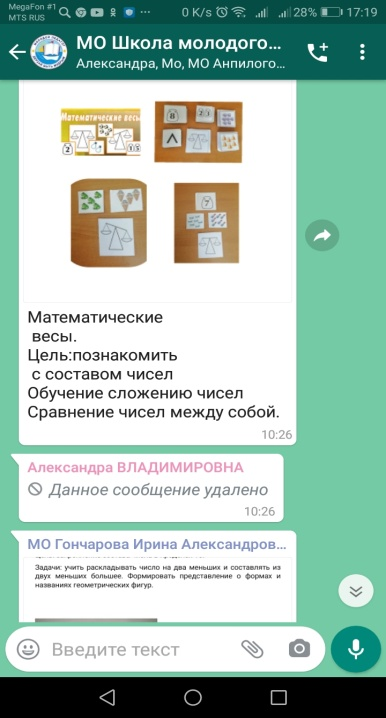 MegaFon #1
MTS RUS
0 K/s
28%
17:19
МО Школа молодого...
Александра, Мо, МО Анпилого...
Математические весы
Математические
весы.
Цель:познакомить
с составом чисел
Обучение сложению чисел
Сравнение чисел между собой.
10:26
Александра ВЛАДИМИРОВНА
Данное сообщение удалено
10:26
МО Гончарова Ирина Александров...
Задачи: учить раскладывать число на два меньших и составлять из
двух меньших большее. Формировать представление о формах и
названиях геометрических фигур.
Введите текст